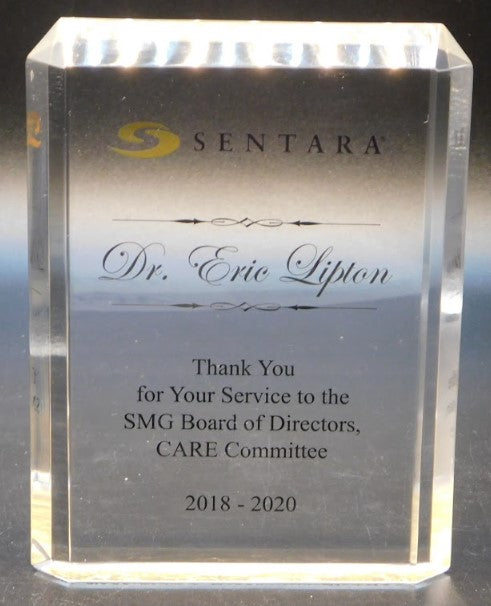 SENTARA®
Dr. Eric Lipton
Thank You
for Your Service to the
SMG Board of Directors,
CARE Committee
2018 - 2020